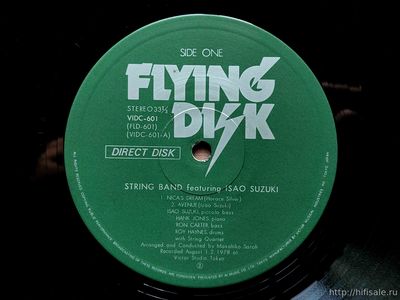 SIDE ONE
FLYING
DISK
STEREO 33⅓
VIDC-601
(FLD-601)
(VIDC-601-A)
DIRECT DISK
STRING BAND featuring ISAO SUZUKI
1. NICA'S DREAM (Horace Silver)
2. AVENUE (Isao Suzuki)
ISAO SUZUKI, piccolo bass
HANK JONES, piano
RON CARTER, bass
ROY HAYNES, drums
with String Quartet
Arranged and Conducted by Masahiko Satoh
Recorded August 1,2 1978 at
Victor Studio, Tokyo
https://hifisale.ru